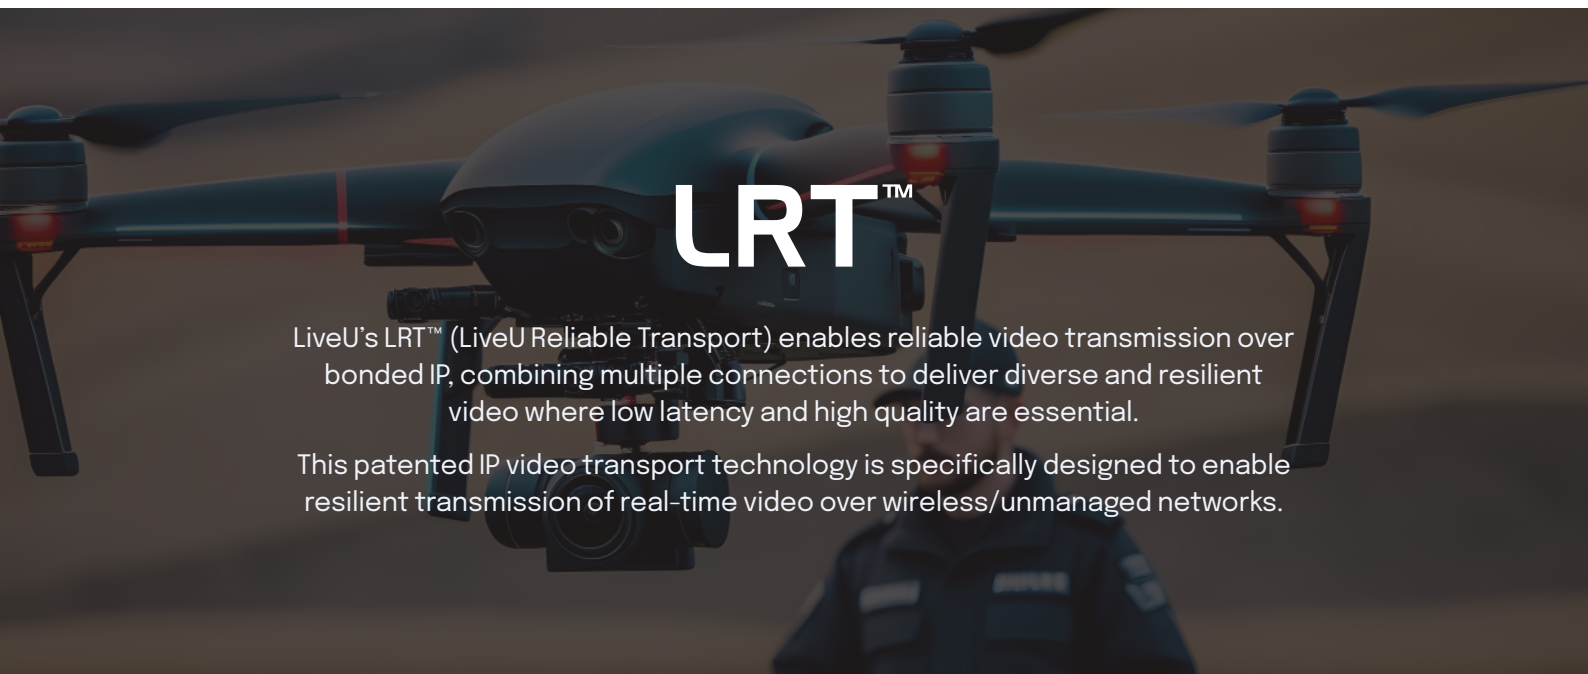 LRT™
LiveU’s LRT™ (LiveU Reliable Transport) enables reliable video transmission over
bonded IP, combining multiple connections to deliver diverse and resilient
video where low latency and high quality are essential.
This patented IP video transport technology is specifically designed to enable
resilient transmission of real-time video over wireless/unmanaged networks.